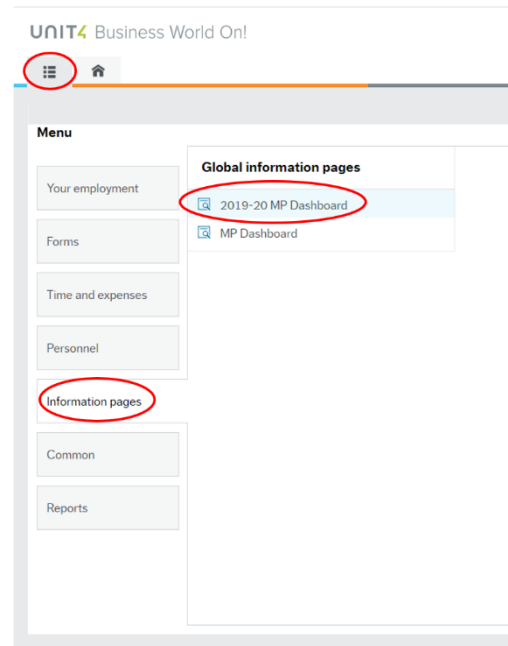 UNIT4 Business World On!
Menu
Global information pages
Your employment
2019-20 MP Dashboard
MP Dashboard
Forms
Time and expenses
Personnel
Information pages
Common
Reports